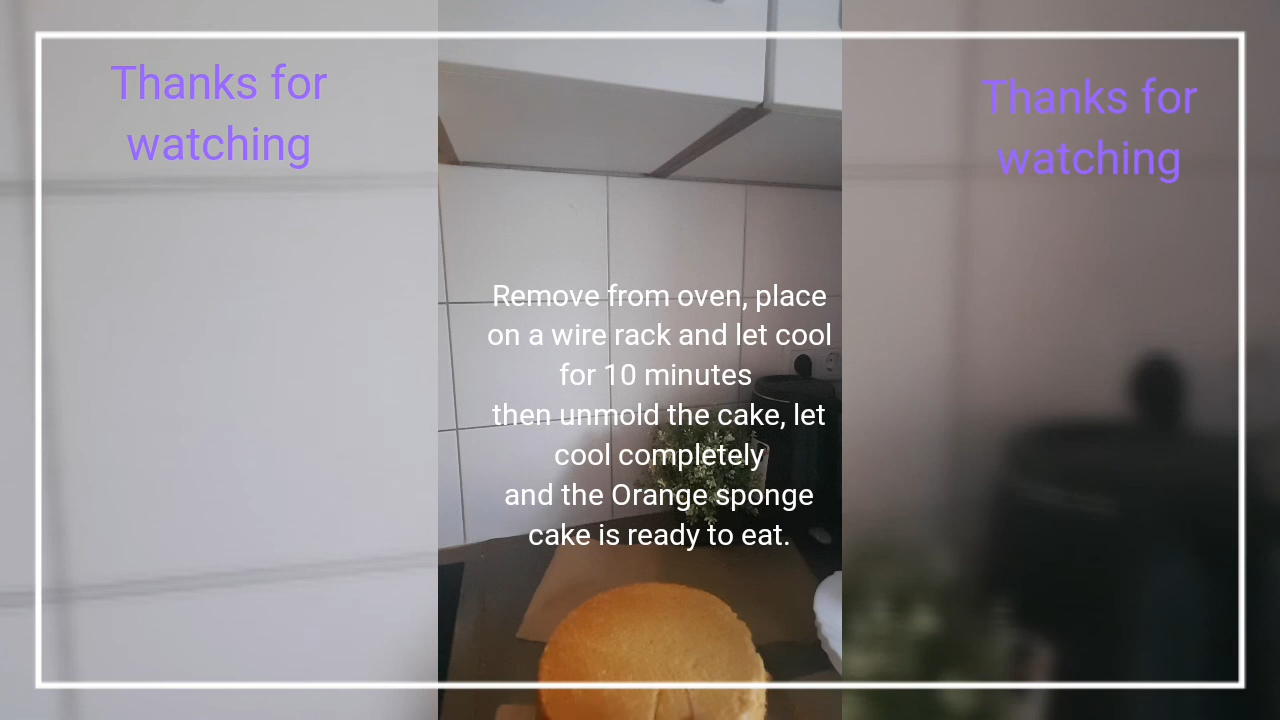 Thanks for
watching
Thanks for
watching
Remove from oven, place
on a wire rack and let cool
for 10 minutes
then unmold the cake, let
cool completely
and the Orange sponge
cake is ready to eat.